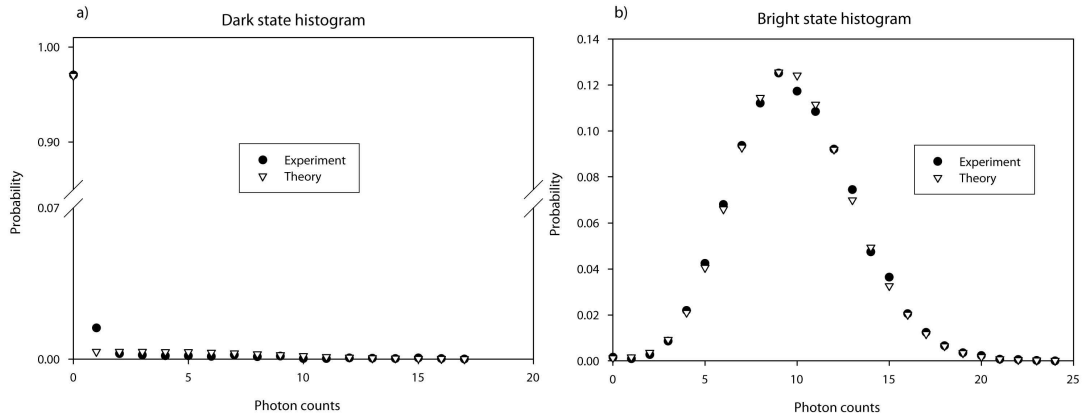 a)
Dark state histogram
1.00
0.90
0.07
0.00
Probability
Experiment
Theory
0 5 10 15 20
Photon counts
b)
Bright state histogram
0.14
0.12
0.10
0.08
0.06
0.04
0.02
0.00
Probability
Experiment
Theory
0 5 10 15 20 25
Photon counts